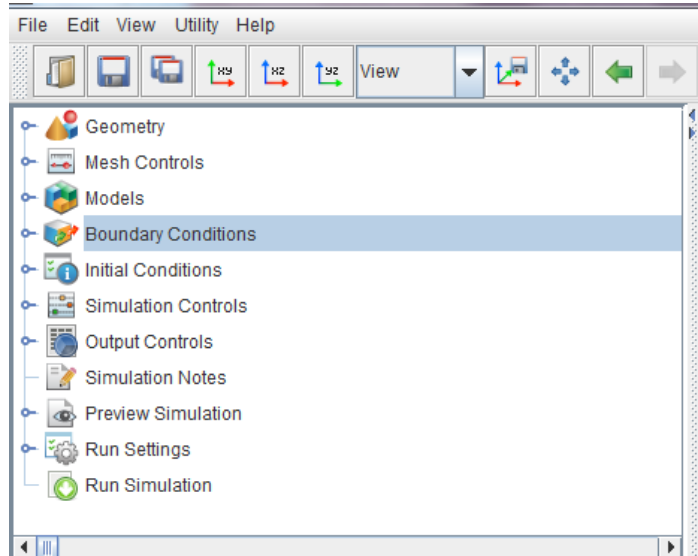 File Edit View Utility Help
xy xz yz View
Geometry
Mesh Controls
Models
Boundary Conditions
Initial Conditions
Simulation Controls
Output Controls
Simulation Notes
Preview Simulation
Run Settings
Run Simulation